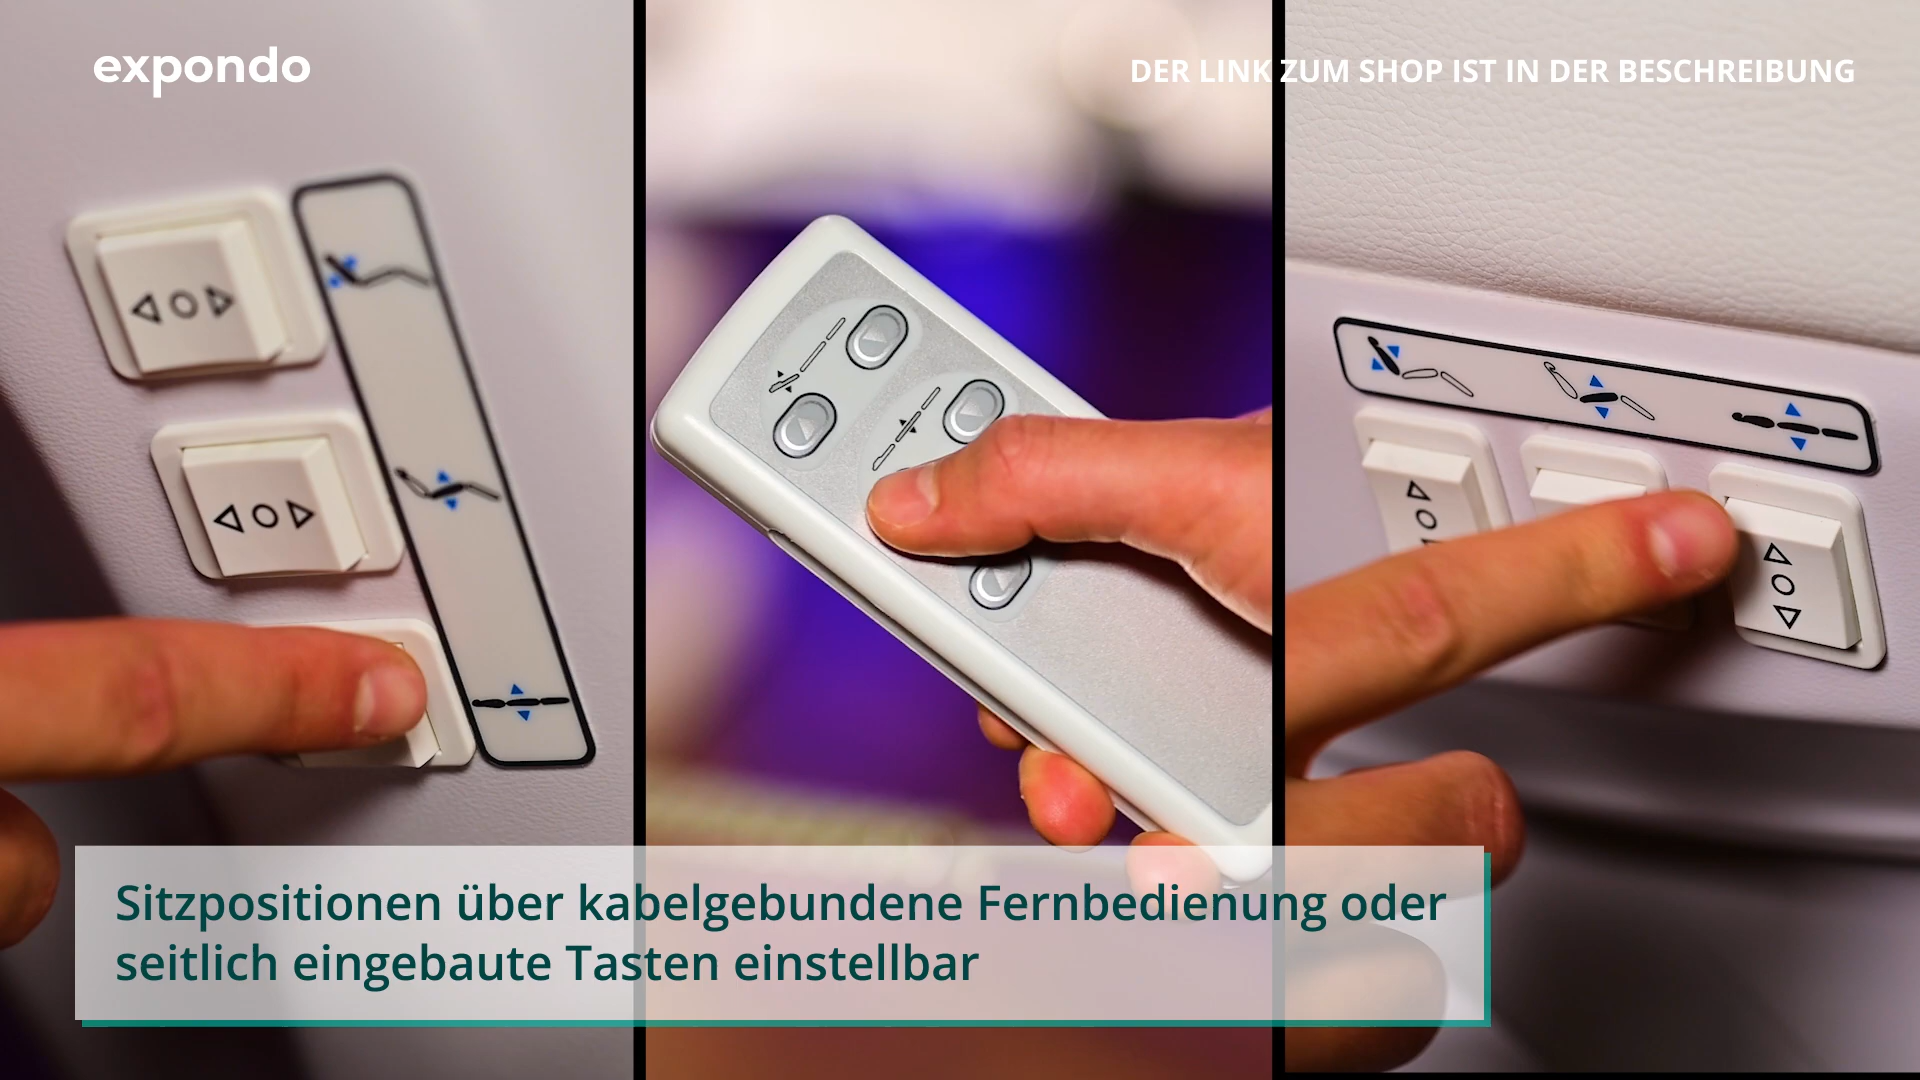 expondo
DER LINK ZUM SHOP IST IN DER BESCHREIBUNG
Sitzpositionen über kabelgebundene Fernbedienung oder
seitlich eingebaute Tasten einstellbar